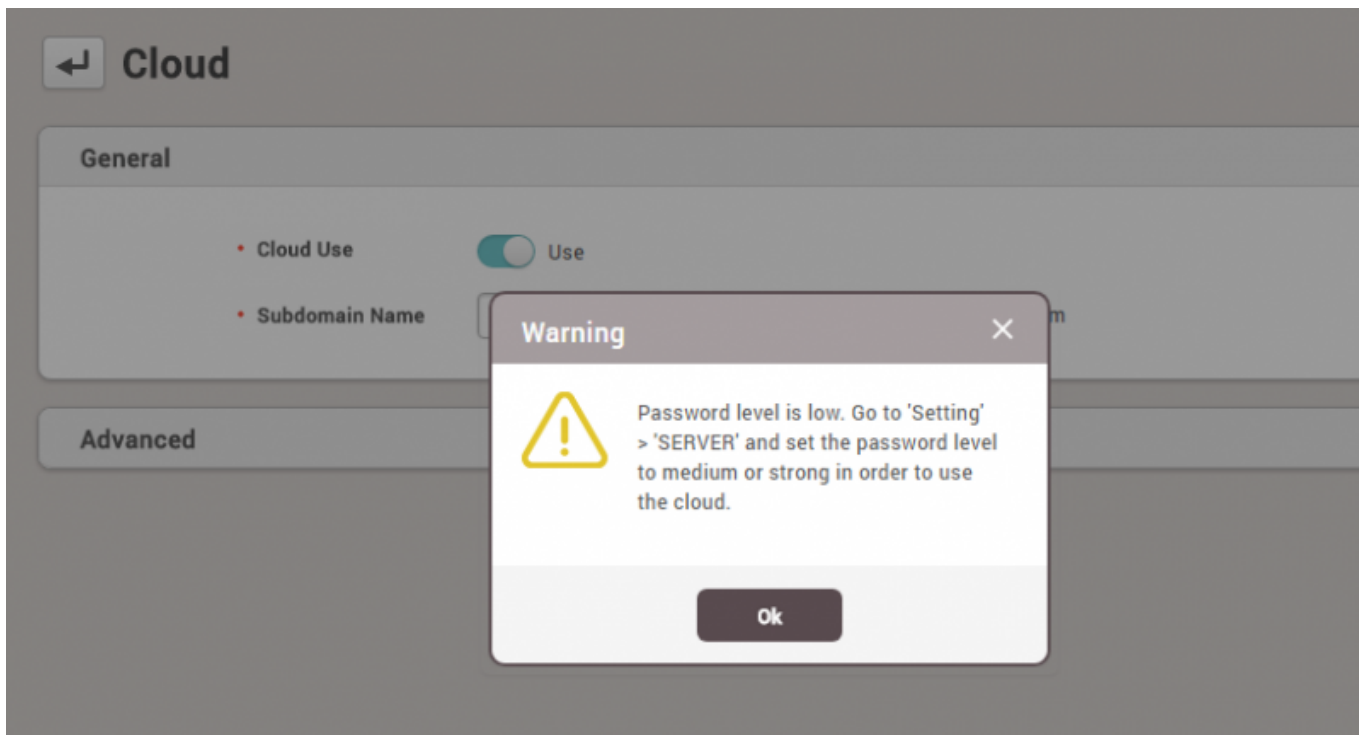 Cloud
General
• Cloud Use Use
• Subdomain Name m
Warning
Password level is low. Go to 'Setting'
> 'SERVER' and set the password level
to medium or strong in order to use
the cloud.
Advanced
Ok